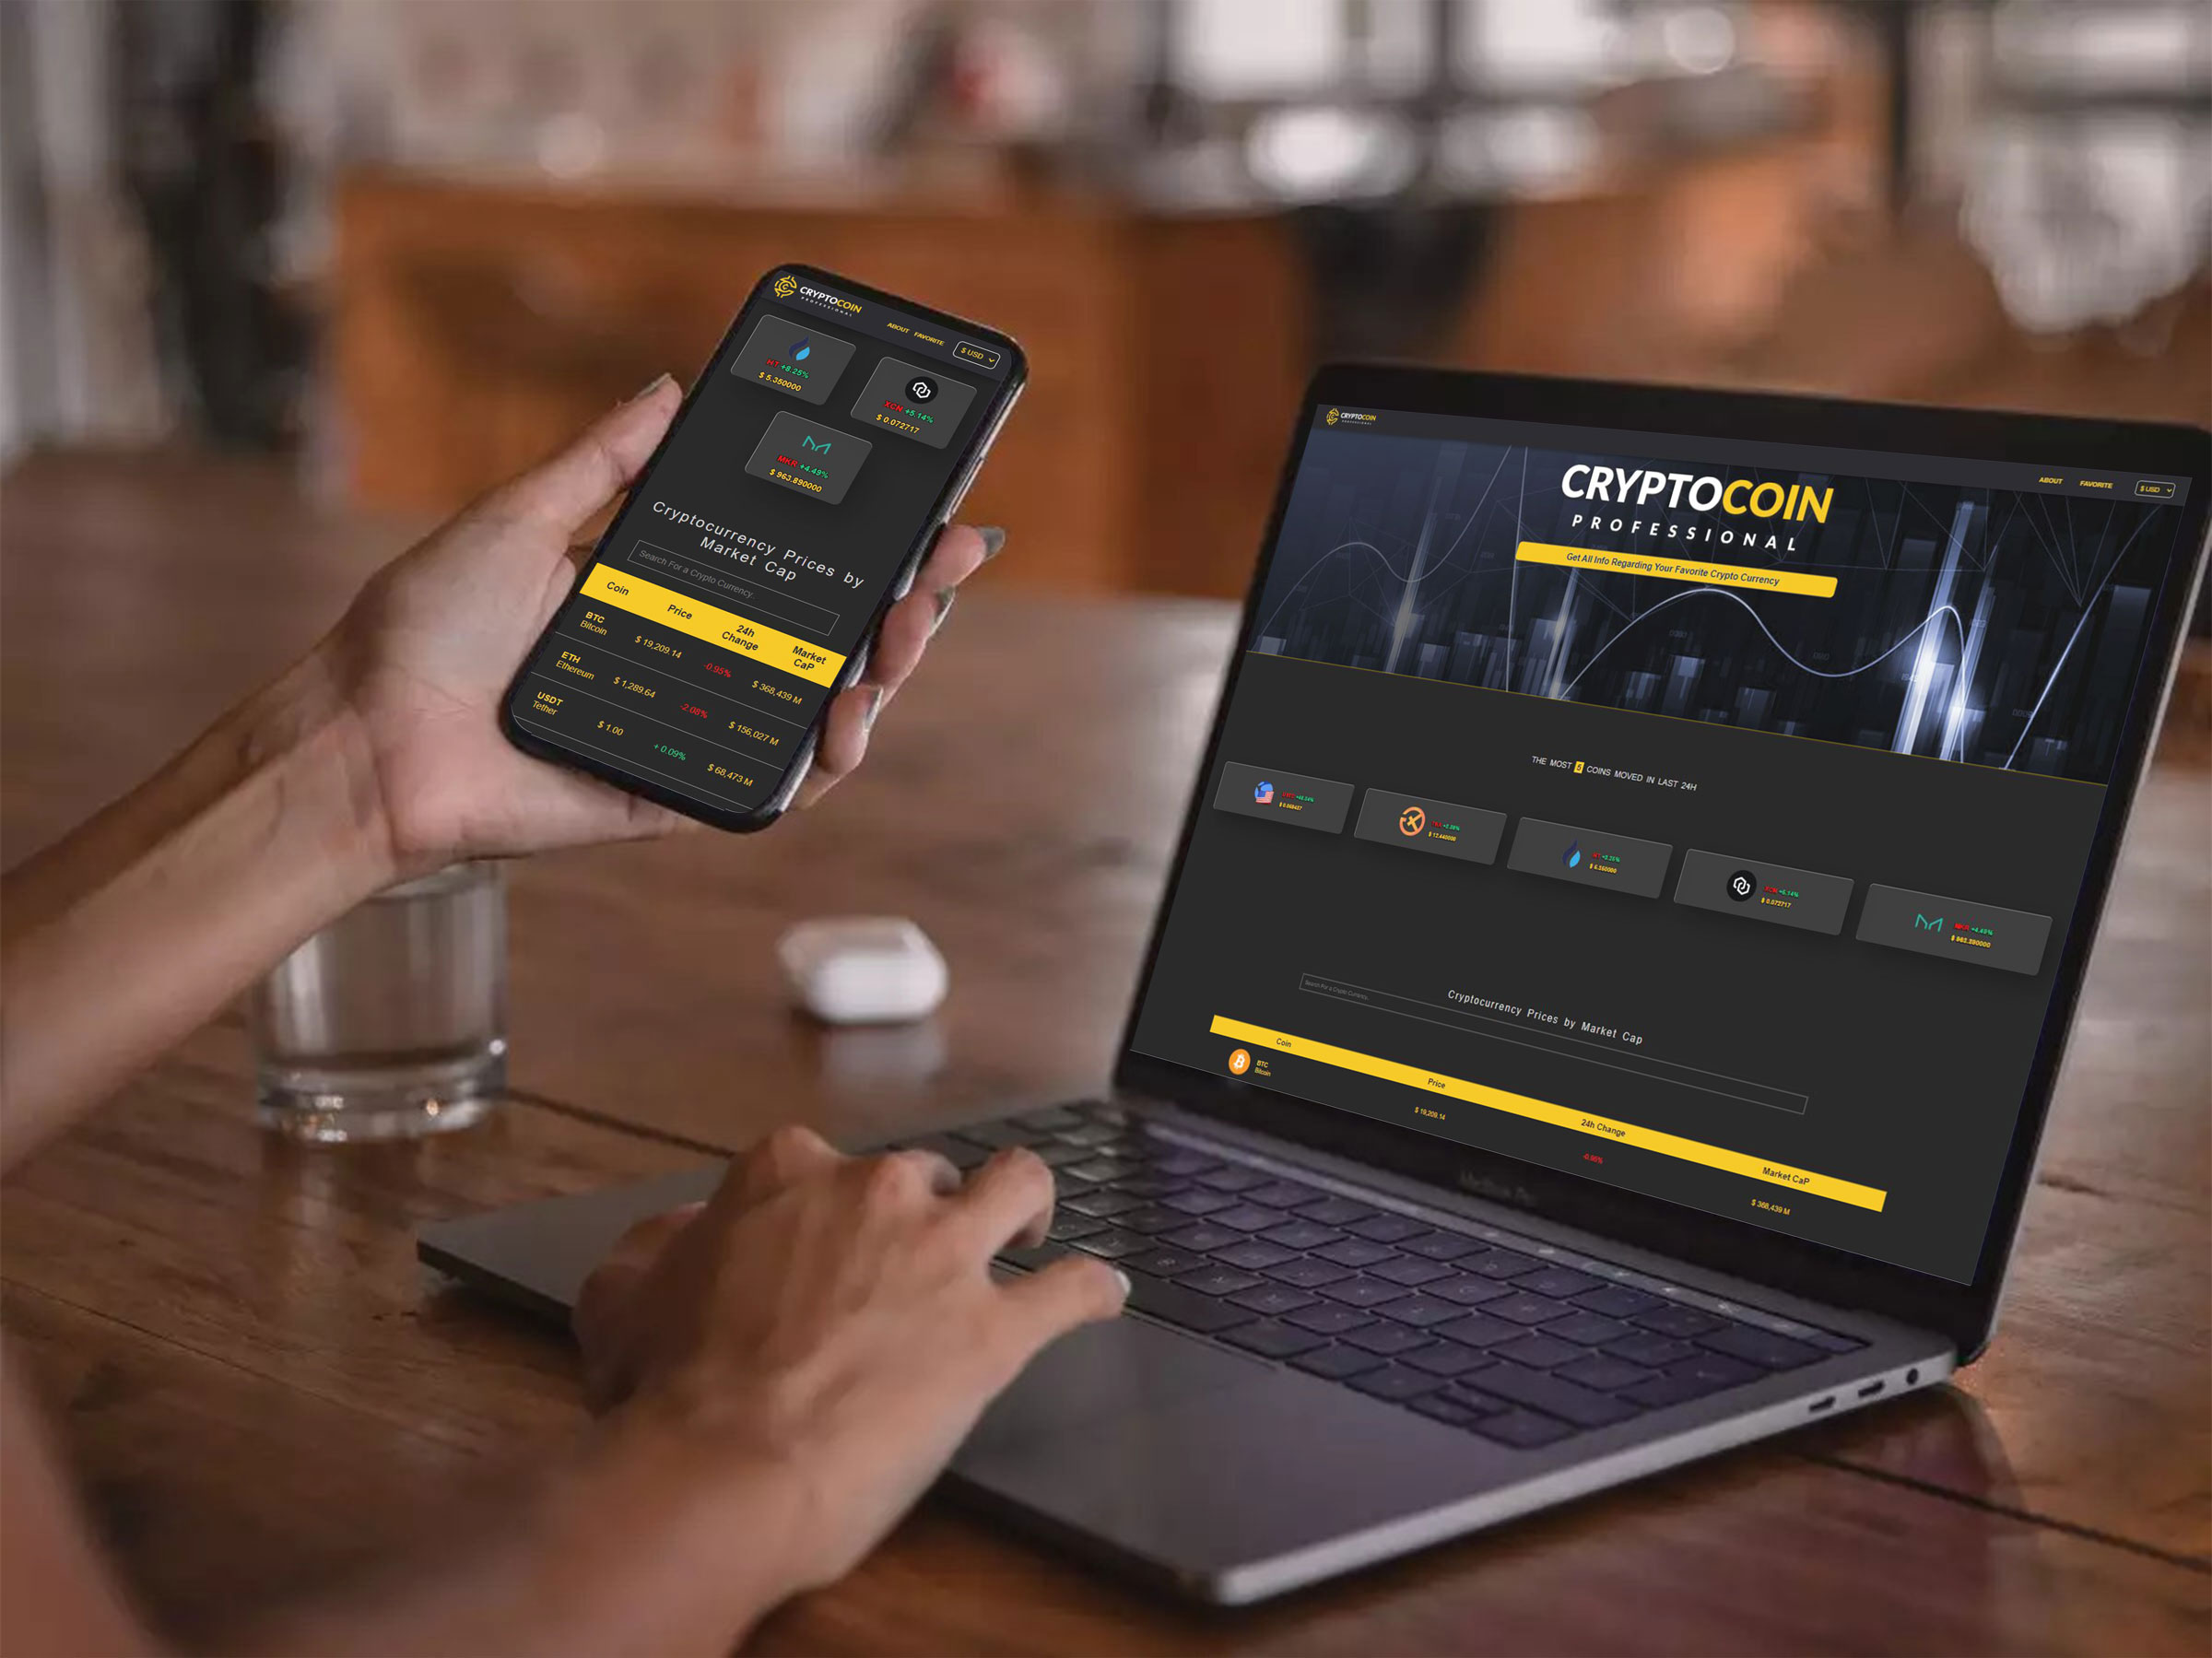 CRYPTOCOIN
PROFESSIONAL
ABOUT
FAVORITE
$ USD
HT +8.25%
$ 5.350000
XCN +5.14%
$ 0.072717
MKR +4.49%
$ 963.890000
Cryptocurrency Prices by
Market Cap
Search For a Crypto Currency..
Coin
Price
24h
Change
Market
CaP
BTC
Bitcoin
$ 19,209.14
-0.95%
$ 368,439 M
ETH
Ethereum
$ 1,289.64
-2.08%
$ 156,027 M
USDT
Tether
$ 1.00
+ 0.09%
$ 68,473 M
CRYPTOCOIN
PROFESSIONAL
ABOUT
FAVORITE
$ USD
CRYPTOCOIN
PROFESSIONAL
Get All Info Regarding Your Favorite Crypto Currency
THE MOST 5 COINS MOVED IN LAST 24H
HT +8.25%
$ 5.350000
XCN +5.14%
$ 0.072717
MKR +4.49%
$ 963.890000
Cryptocurrency Prices by Market Cap
Search For a Crypto Currency..
Coin
Price
24h Change
Market CaP
BTC
Bitcoin
$ 19,209.14
-0.95%
$ 368,439 M
MacBook Pro